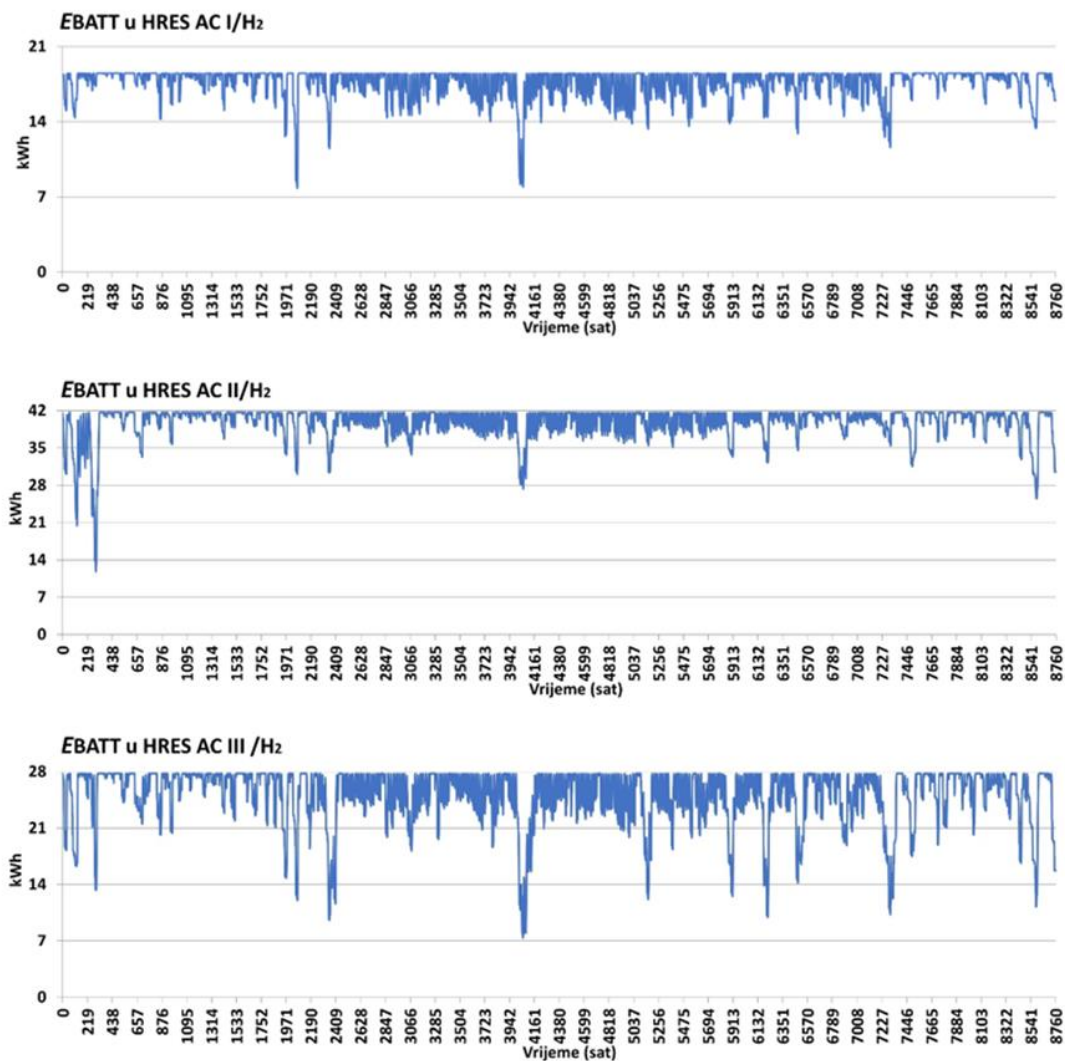 EBATT u HRES AC I/H2
21
14
7
0
kWh
0 219 438 657 876 1095 1314 1533 1752 1971 2190 2409 2628 2847 3066 3285 3504 3723 3942 4161 4380 4599 4818 5037 5256 5475 5694 5913 6132 6351 6570 6789 7008 7227 7446 7665 7884 8103 8322 8541 8760
Vrijeme (sat)
EBATT u HRES AC II/H2
42
35
28
21
14
7
0
kWh
0 219 438 657 876 1095 1314 1533 1752 1971 2190 2409 2628 2847 3066 3285 3504 3723 3942 4161 4380 4599 4818 5037 5256 5475 5694 5913 6132 6351 6570 6789 7008 7227 7446 7665 7884 8103 8322 8541 8760
Vrijeme (sat)
EBATT u HRES AC III /H2
28
21
14
7
0
kWh
0 219 438 657 876 1095 1314 1533 1752 1971 2190 2409 2628 2847 3066 3285 3504 3723 3942 4161 4380 4599 4818 5037 5256 5475 5694 5913 6132 6351 6570 6789 7008 7227 7446 7665 7884 8103 8322 8541 8760
Vrijeme (sat)